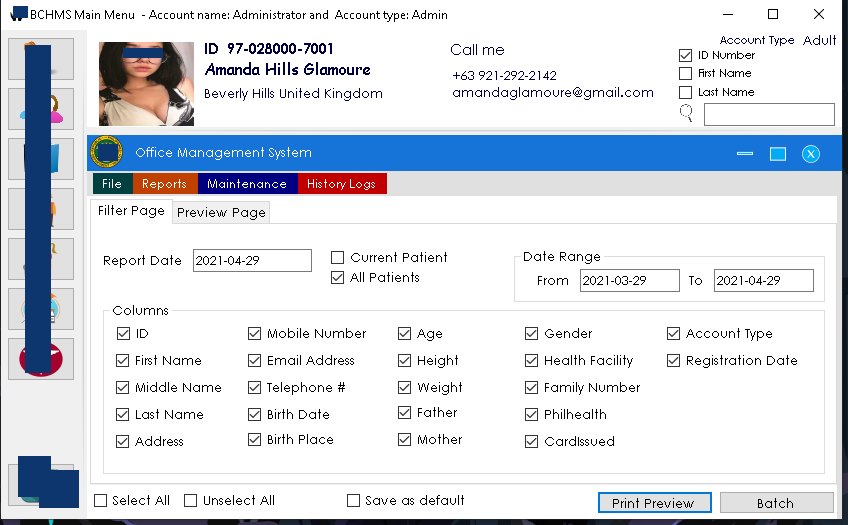 BCHMS Main Menu - Account name: Administrator and Account type: Admin
ID 97-028000-7001
Amanda Hills Glamoure
Beverly Hills United Kingdom
Call me
+63 921-292-2142
amandaglamoure@gmail.com
Account Type Adult
ID Number
First Name
Last Name
Office Management System
File Reports Maintenance History Logs
Filter Page Preview Page
Report Date 2021-04-29
Current Patient
All Patients
Date Range
From 2021-03-29 To 2021-04-29
Columns
ID Mobile Number Age Gender Account Type
First Name Email Address Height Health Facility Registration Date
Middle Name Telephone # Weight Family Number
Last Name Birth Date Father Philhealth
Address Birth Place Mother CardIssued
Select All Unselect All Save as default Print Preview Batch